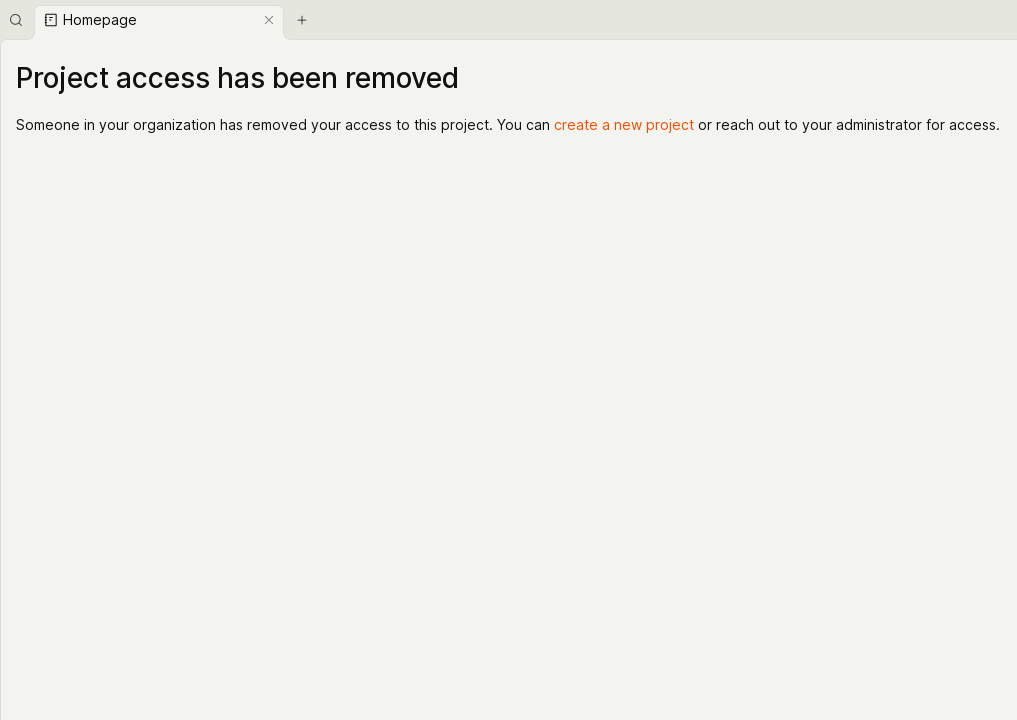 Homepage
Project access has been removed
Someone in your organization has removed your access to this project. You can create a new project or reach out to your administrator for access.